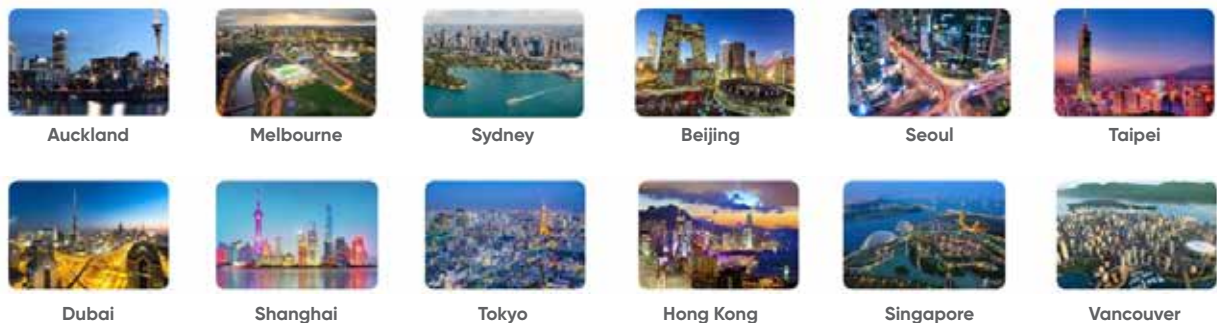 Auckland Melbourne Sydney Beijing Seoul Taipei
Dubai Shanghai Tokyo Hong Kong Singapore Vancouver